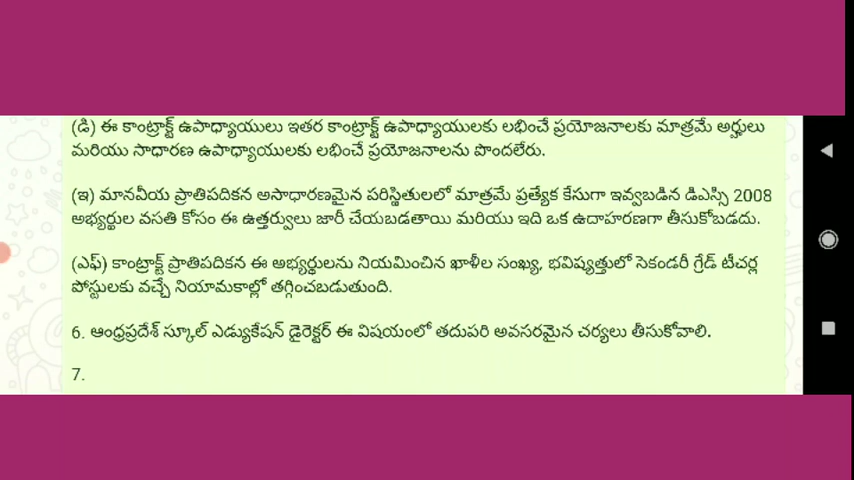 (డి) ఈ కాంట్రాక్ట్ ఉపాధ్యాయులు ఇతర కాంట్రాక్ట్ ఉపాధ్యాయులకు లభించే ప్రయోజనాలకు మాత్రమే అర్హులు
మరియు సాధారణ ఉపాధ్యాయులకు లభించే ప్రయోజనాలను పొందలేరు.
(ఇ) మానవీయ ప్రాతిపదికన అసాధారణమైన పరిస్థితులలో మాత్రమే ప్రత్యేక కేసుగా ఇవ్వబడిన డిఎస్సి 2008
అభ్యర్థుల వసతి కోసం ఈ ఉత్తర్వులు జారీ చేయబడతాయి మరియు ఇది ఒక ఉదాహరణగా తీసుకోబడదు.
(ఎఫ్) కాంట్రాక్ట్ ప్రాతిపదికన ఈ అభ్యర్థులను నియమించిన ఖాళీల సంఖ్య, భవిష్యత్తులో సెకండరీ గ్రేడ్ టీచర్ల
పోస్టులకు వచ్చే నియామకాల్లో తగ్గించబడుతుంది.
6. ఆంధ్రప్రదేశ్ స్కూల్ ఎడ్యుకేషన్ డైరెక్టర్ ఈ విషయంలో తదుపరి అవసరమైన చర్యలు తీసుకోవాలి.
7.